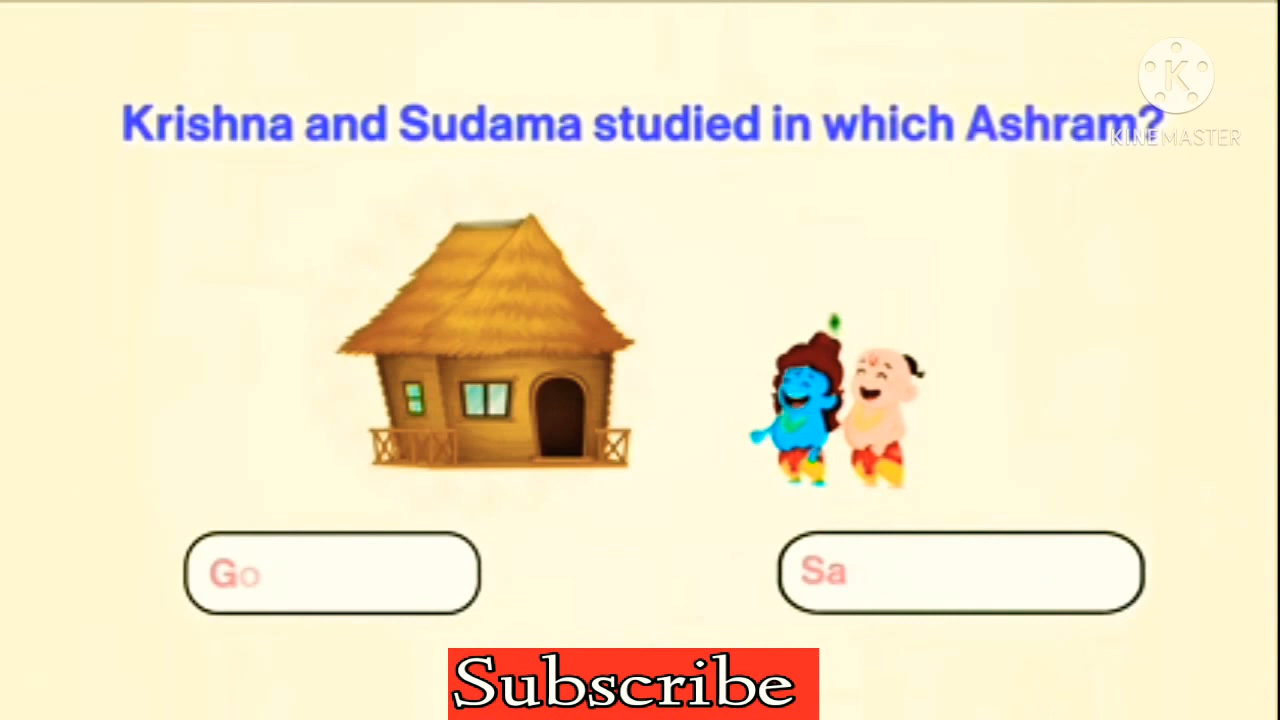 Krishna and Sudama studied in which Ashram?
K
KINEMASTER
Go
Sa
Subscribe